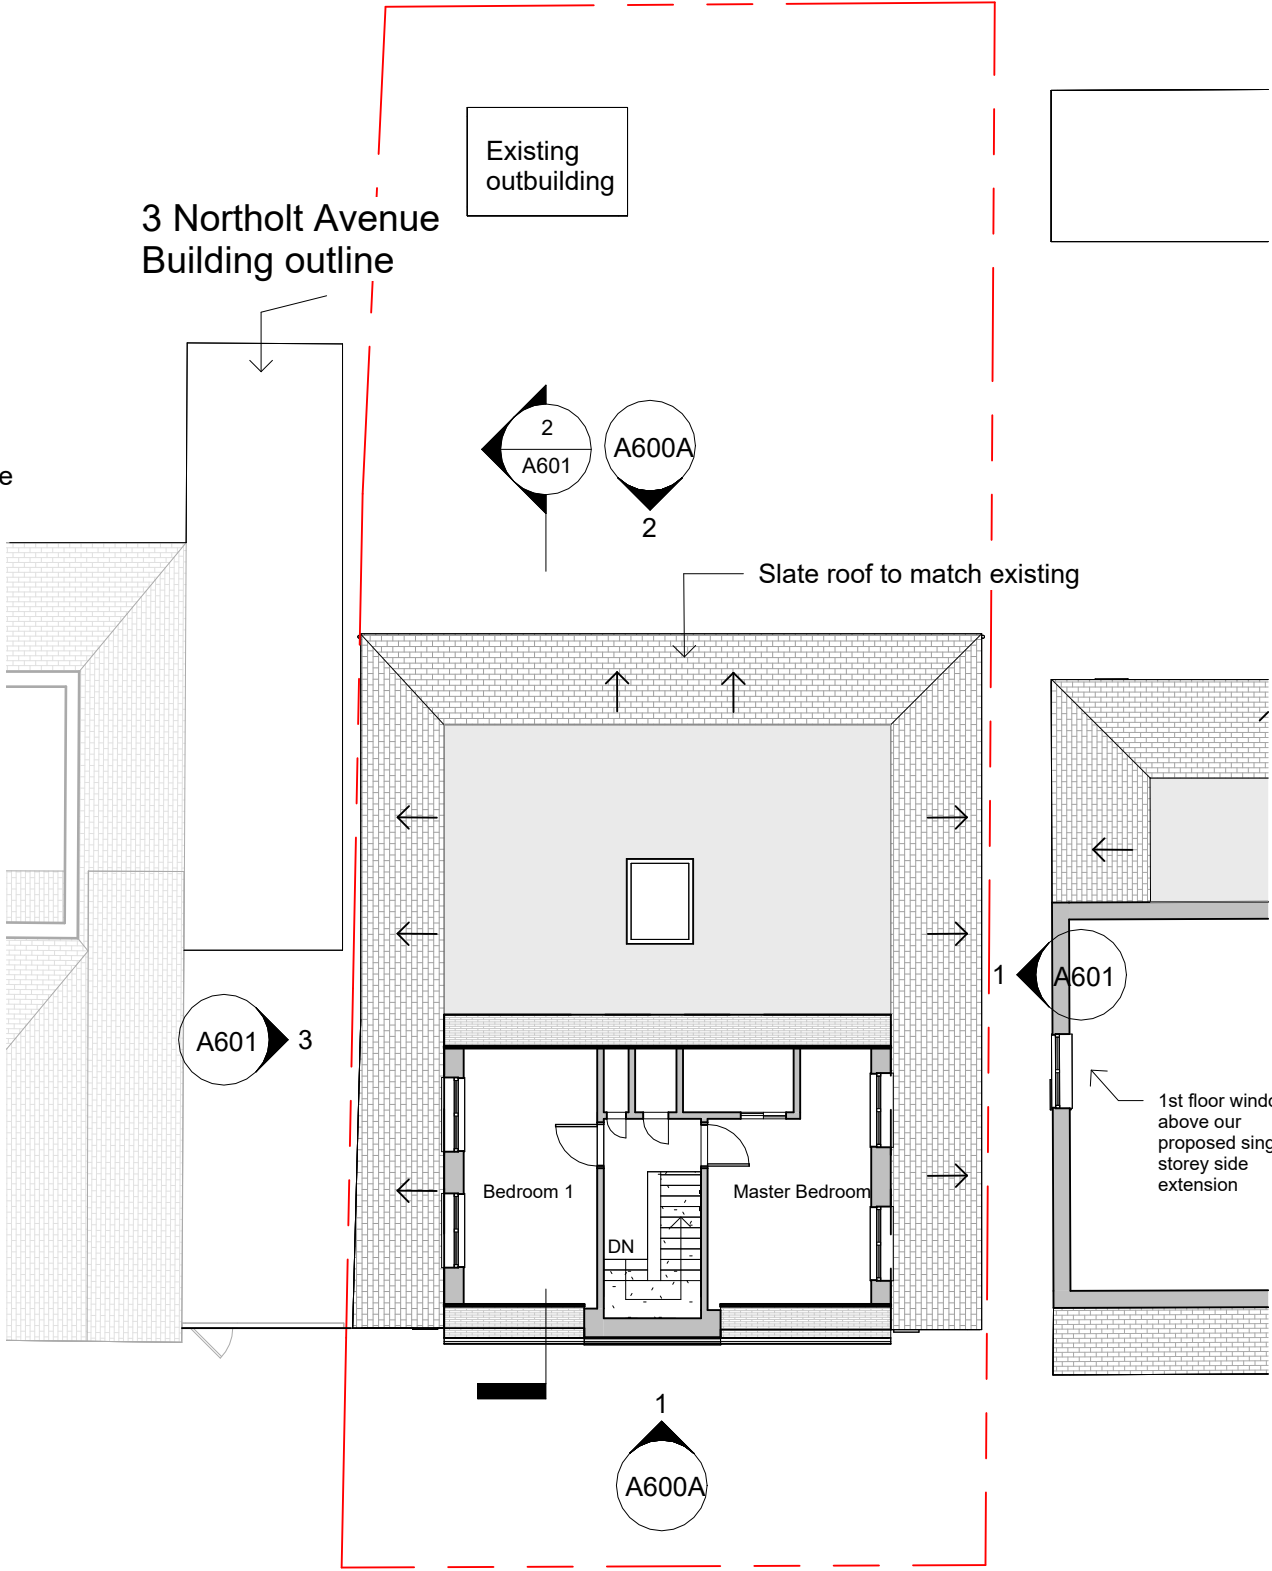 Existing
outbuilding
3 Northolt Avenue
Building outline
2
A601
A600A
2
e
Slate roof to match existing
1
A601
A601
3
1st floor windo
above our
proposed sing
storey side
extension
Bedroom 1
Master Bedroom
DN
1
A600A